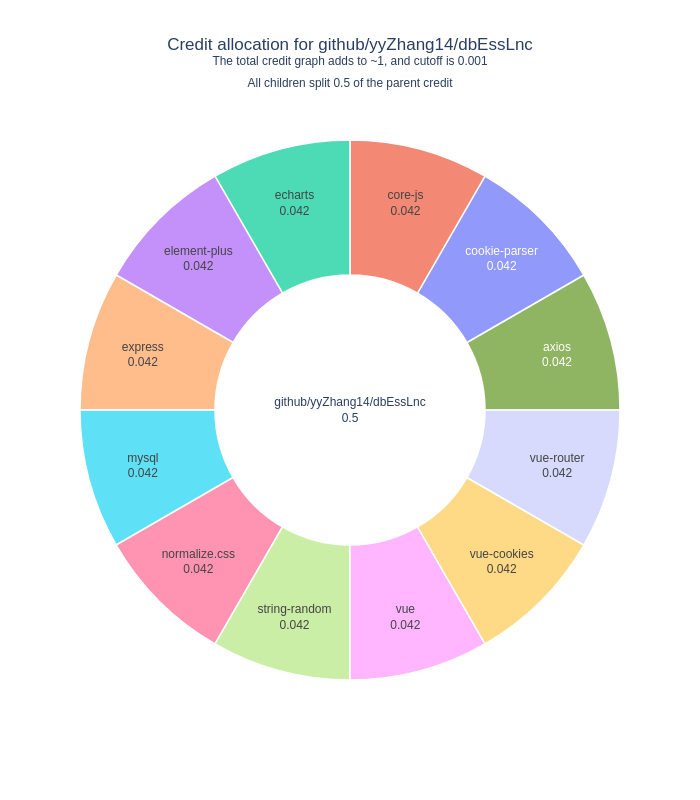 Credit allocation for github/yyZhang14/dbEssLnc
The total credit graph adds to ~1, and cutoff is 0.001
All children split 0.5 of the parent credit
echarts
0.042
core-js
0.042
element-plus
0.042
cookie-parser
0.042
express
0.042
axios
0.042
github/yyZhang14/dbEssLnc
0.5
mysql
0.042
vue-router
0.042
normalize.css
0.042
vue-cookies
0.042
string-random
0.042
vue
0.042